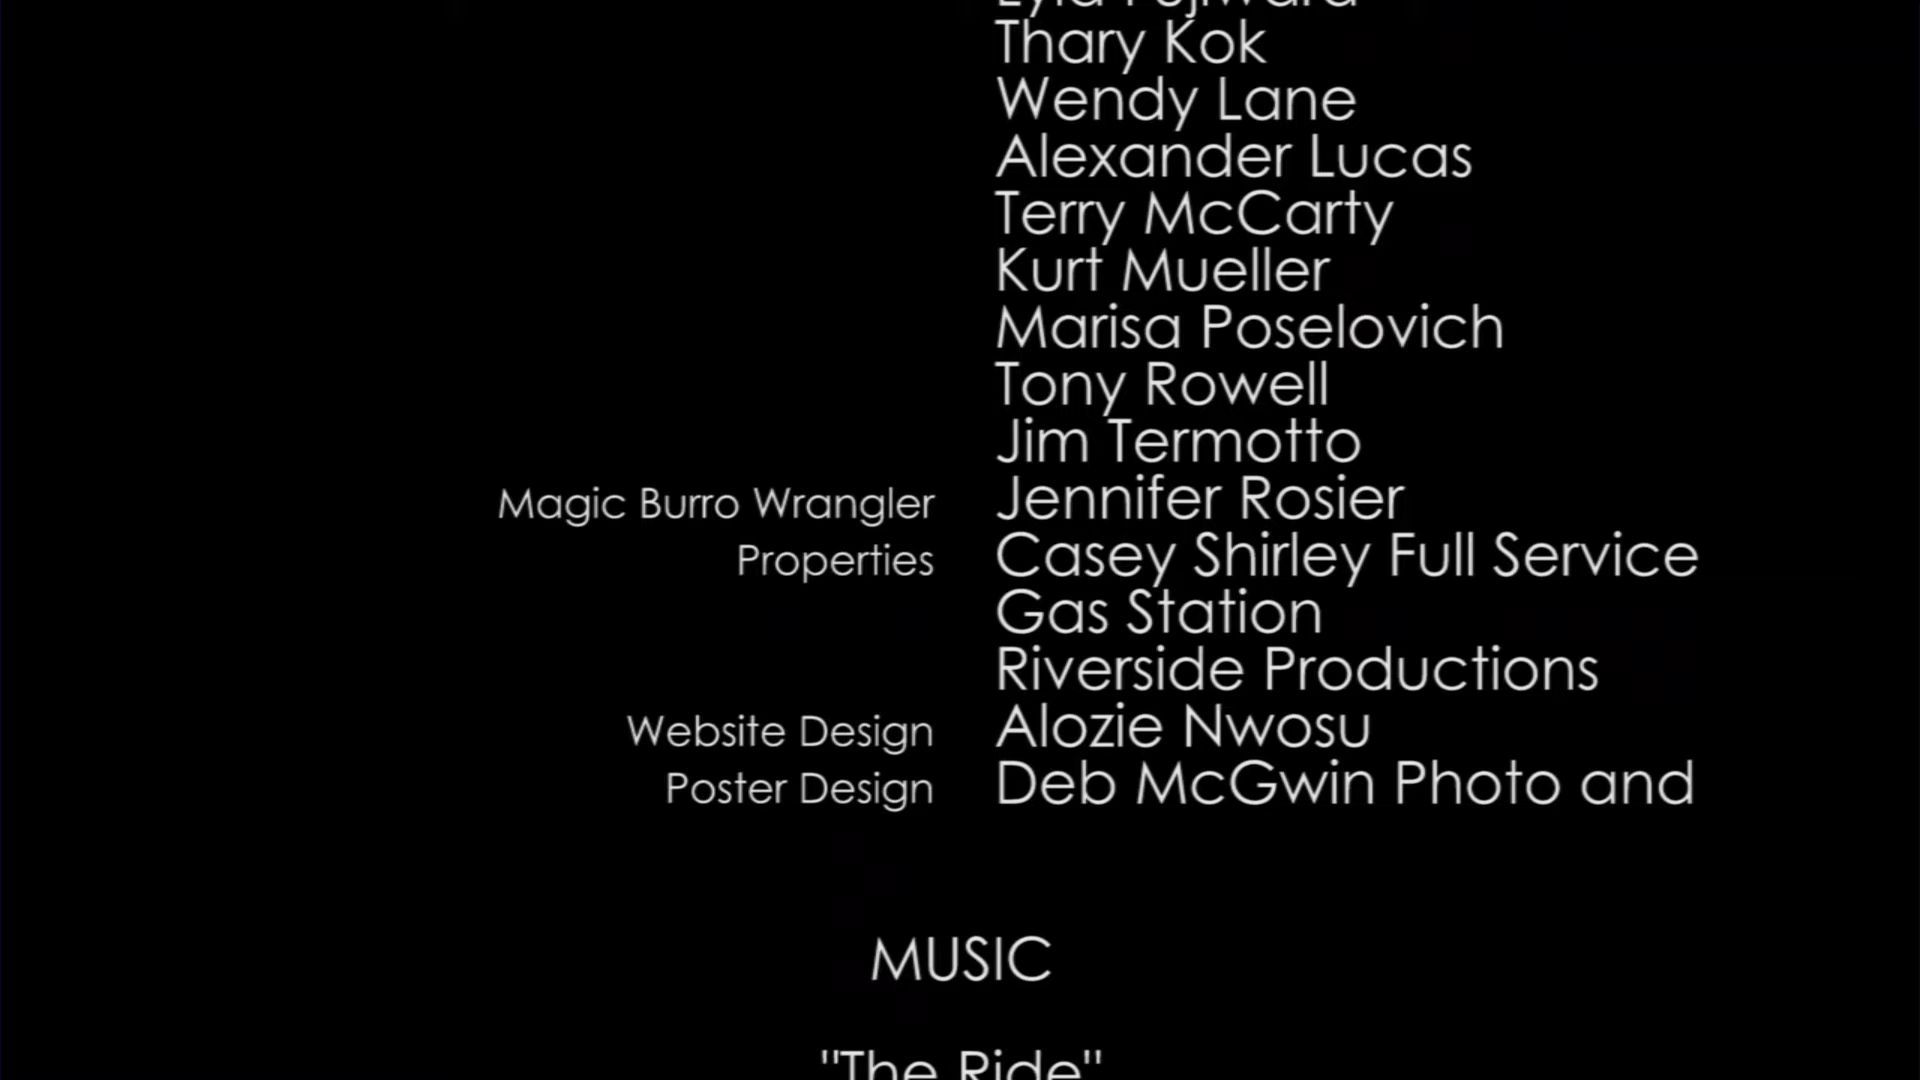 Thary Kok
Wendy Lane
Alexander Lucas
Terry McCarty
Kurt Mueller
Marisa Poselovich
Tony Rowell
Jim Termotto
Magic Burro Wrangler Jennifer Rosier
Properties Casey Shirley Full Service
Gas Station
Riverside Productions
Website Design Alozie Nwosu
Poster Design Deb McGwin Photo and
MUSIC
"The Ride"